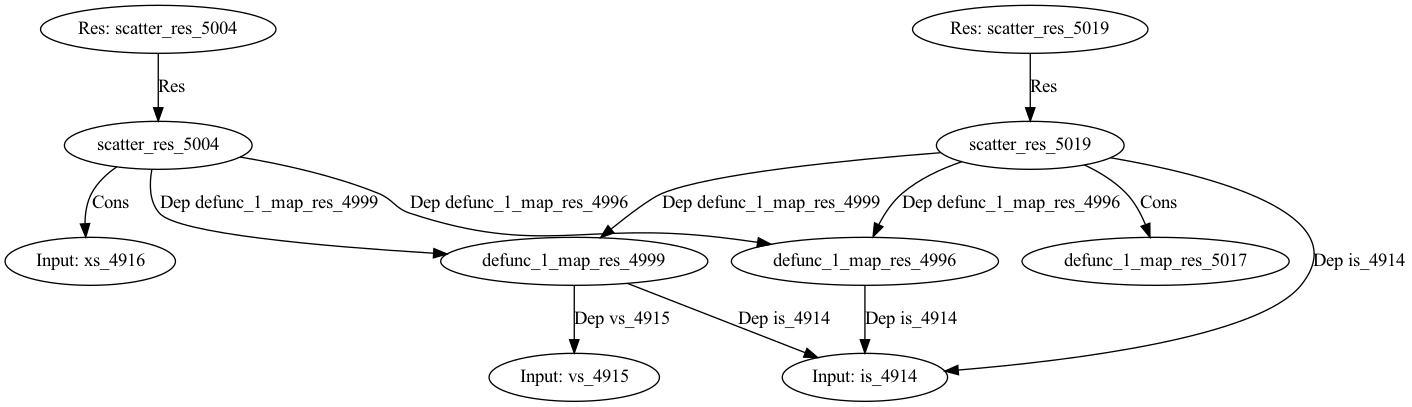 Res: scatter_res_5004
Res: scatter_res_5019
Res
Res
scatter_res_5004
scatter_res_5019
Cons
Dep defunc_1_map_res_4999
Dep defunc_1_map_res_4996
Dep defunc_1_map_res_4999
Dep defunc_1_map_res_4996
Cons
Input: xs_4916
defunc_1_map_res_4999
defunc_1_map_res_4996
defunc_1_map_res_5017
Dep is_4914
Dep vs_4915
Dep is_4914
Dep is_4914
Input: vs_4915
Input: is_4914